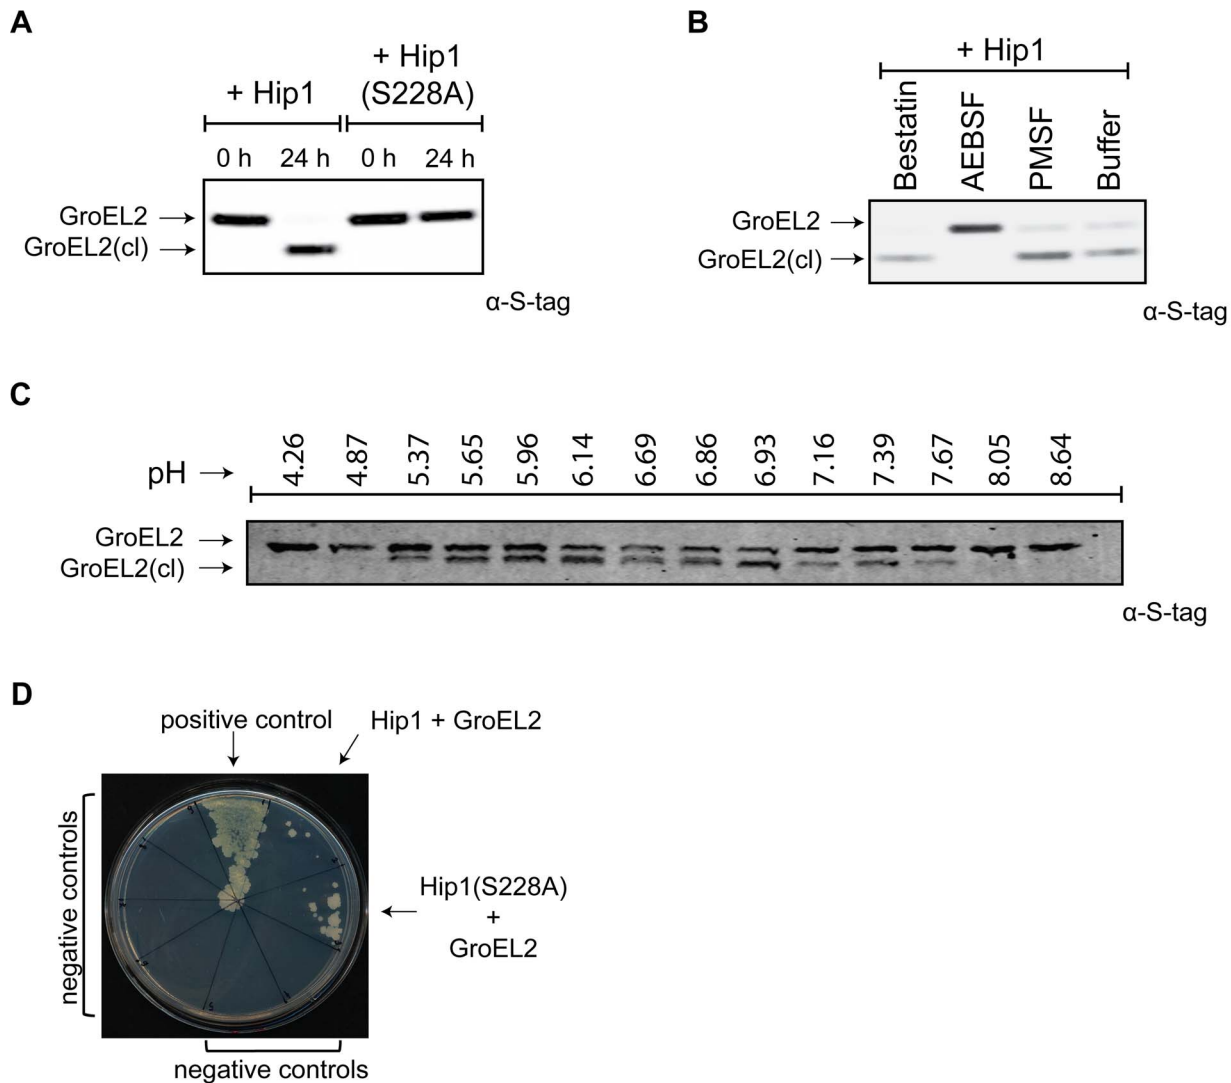 A
+ Hip1
+ Hip1
(S228A)
0 h 24 h 0 h 24 h
GroEL2 →
GroEL2(cl) →
α-S-tag
B
+ Hip1
Bestatin
AEBSF
PMSF
Buffer
GroEL2 →
GroEL2(cl) →
α-S-tag
C
pH →
4.26
4.87
5.37
5.65
5.96
6.14
6.69
6.86
6.93
7.16
7.39
7.67
8.05
8.64
GroEL2 →
GroEL2(cl) →
α-S-tag
D
positive control
Hip1 + GroEL2
negative controls
Hip1(S228A)
+
GroEL2
negative controls